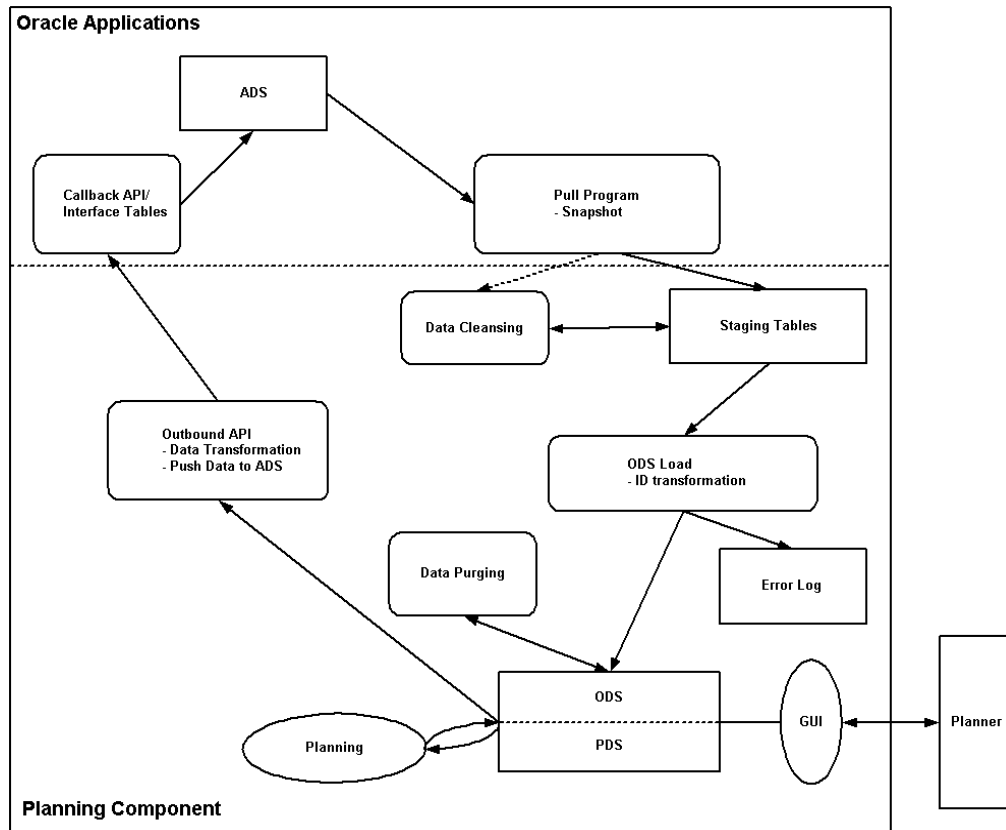 Oracle Applications
ADS
Callback API/
Interface Tables
Pull Program
- Snapshot
Data Cleansing
Staging Tables
Outbound API
- Data Transformation
- Push Data to ADS
ODS Load
- ID transformation
Data Purging
Error Log
ODS
GUI
Planner
Planning
PDS
Planning Component